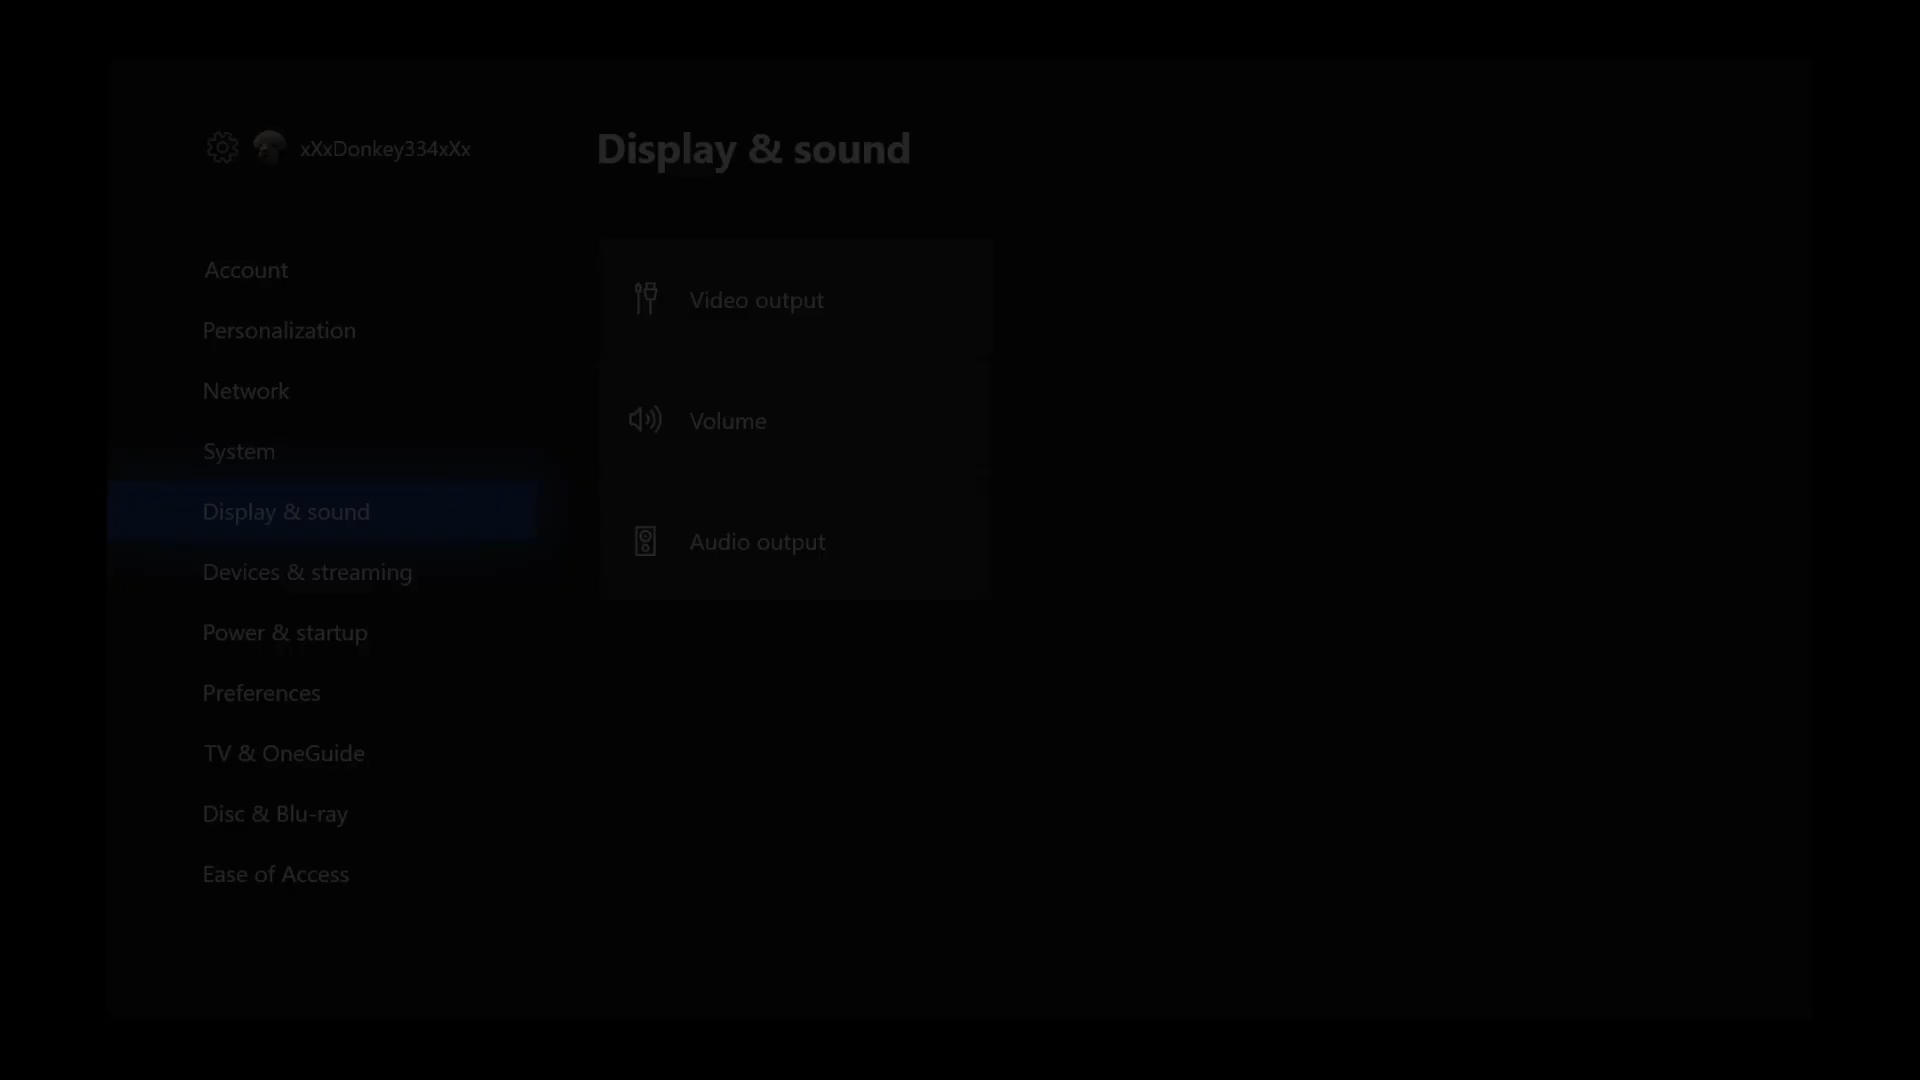 xXxDonkey334xXx
Display & sound
Account
Personalization
Network
System
Display & sound
Devices & streaming
Power & startup
Preferences
TV & OneGuide
Disc & Blu-ray
Ease of Access
Video output
Volume
Audio output